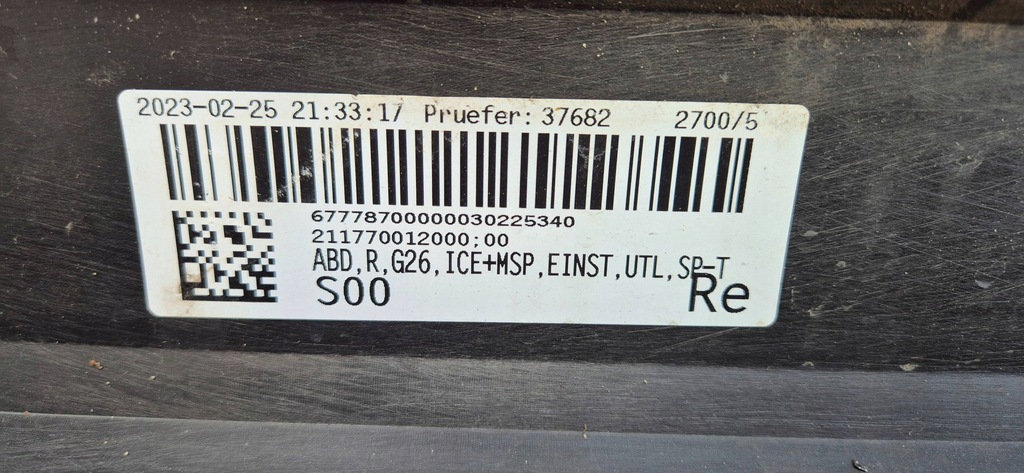 2023-02-25 21:33:17 Pruefer: 37682 2700/5
67778700000030225340
211770012000;00
ABD,R,G26,ICE+MSP,EINST,UTL,SP-T
S00 Re